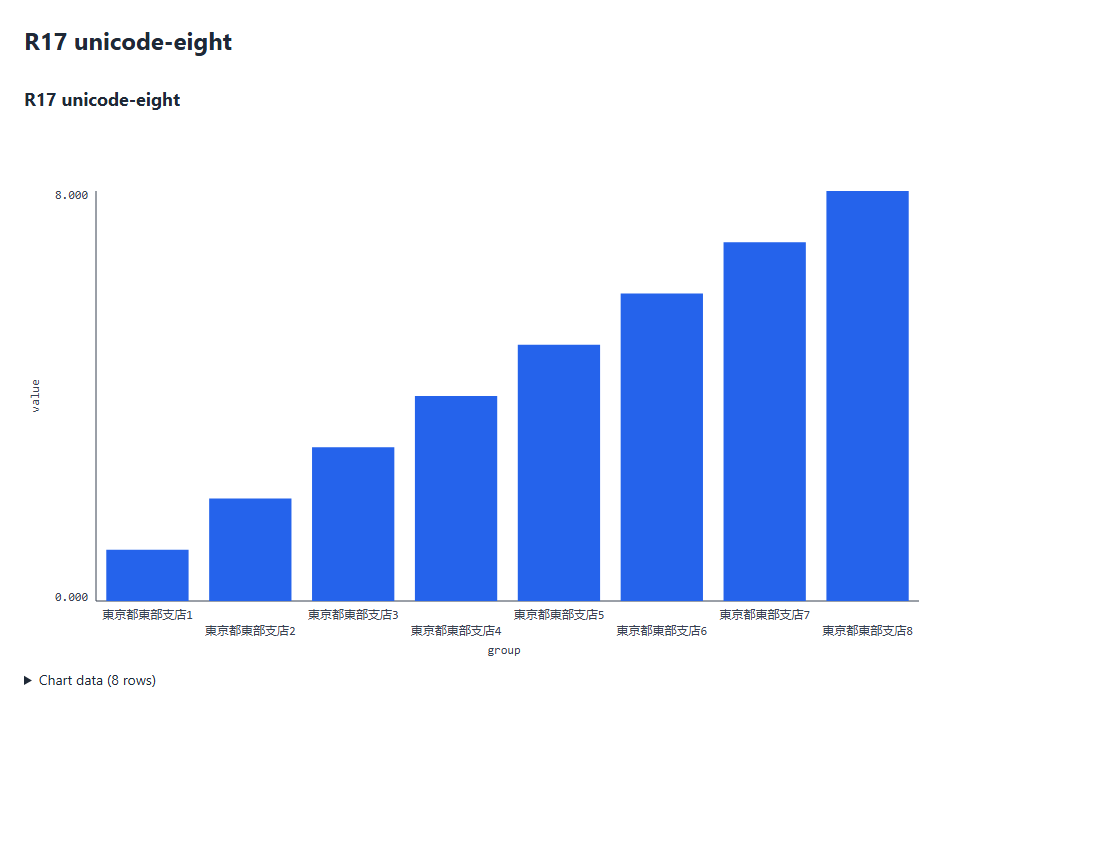 R17 unicode-eight
R17 unicode-eight
8.000
value
0.000
東京都東部支店1
東京都東部支店2
東京都東部支店3
東京都東部支店4
東京都東部支店5
東京都東部支店6
東京都東部支店7
東京都東部支店8
group
Chart data (8 rows)